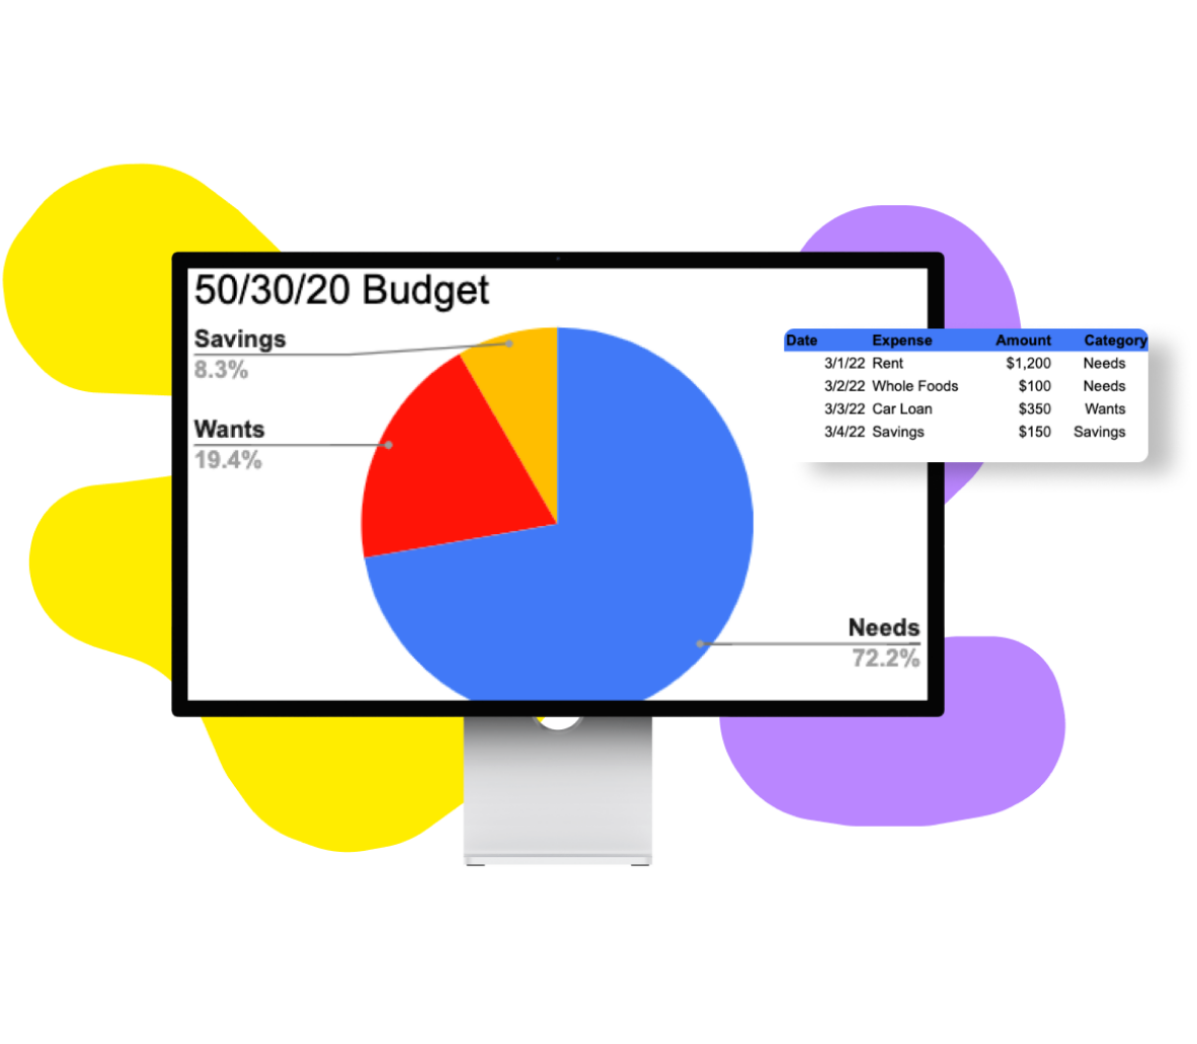 50/30/20 Budget
Savings
8.3%
Wants
19.4%
Needs
72.2%
Date Expense Amount Category
3/1/22 Rent $1,200 Needs
3/2/22 Whole Foods $100 Needs
3/3/22 Car Loan $350 Wants
3/4/22 Savings $150 Savings